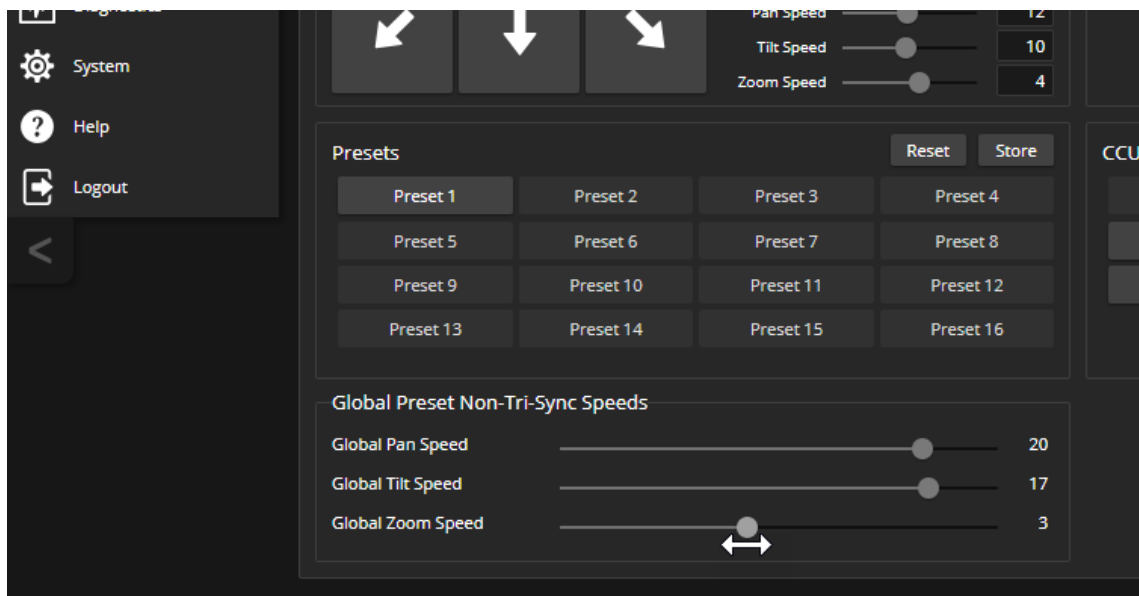 Diagnostics
System
Help
Logout
<
Pan Speed 12
Tilt Speed 10
Zoom Speed 4
Presets Reset Store
Preset 1 Preset 2 Preset 3 Preset 4
Preset 5 Preset 6 Preset 7 Preset 8
Preset 9 Preset 10 Preset 11 Preset 12
Preset 13 Preset 14 Preset 15 Preset 16
Global Preset Non-Tri-Sync Speeds
Global Pan Speed 20
Global Tilt Speed 17
Global Zoom Speed 3
CCU